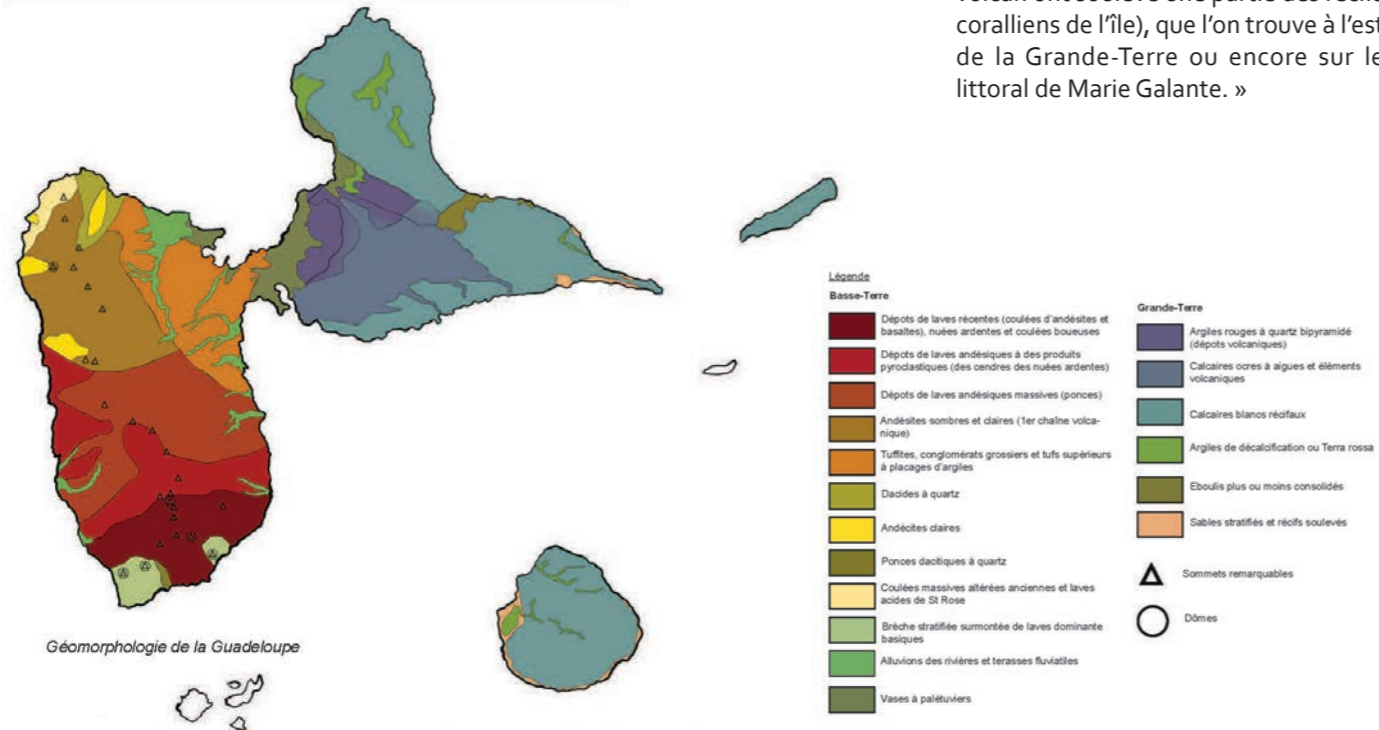 volcan ont soulevé une partie des récifs
coralliens de l'île), que l'on trouve à l'est
de la Grande-Terre ou encore sur le
littoral de Marie Galante. »
Légende
Basse-Terre
Dépots de laves récentes (coulées d'andésites et
basaltes), nuées ardentes et coulées boueuses
Dépots de laves andésiques à des produits
pyroclastiques (des cendres des nuées ardentes)
Dépots de laves andésiques massives (ponces)
Andésites sombres et claires (1er chaîne volca-
nique)
Tuffites, conglomérats grossiers et tufs supérieurs
à placages d'argiles
Dacides à quartz
Andécites claires
Ponces dacitiques à quartz
Coulées massives altérées anciennes et laves
acides de St Rose
Brèche stratifiée surmontée de laves dominante
basiques
Alluvions des rivières et terasses fluviatiles
Vases à palétuviers
Grande-Terre
Argiles rouges à quartz bipyramidé
(dépots volcaniques)
Calcaires ocres à aigues et éléments
volcaniques
Calcaires blancs récifaux
Argiles de décalcification ou Terra rossa
Eboulis plus ou moins consolidés
Sables stratifiés et récifs soulevés
Sommets remarquables
Dômes
Géomorphologie de la Guadeloupe